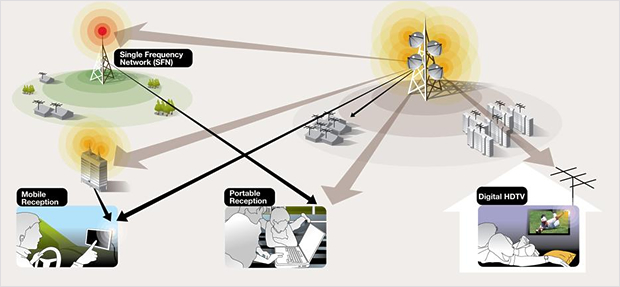 Single Frequency
Network (SFN)
Mobile
Reception
Portable
Reception
Digital HDTV